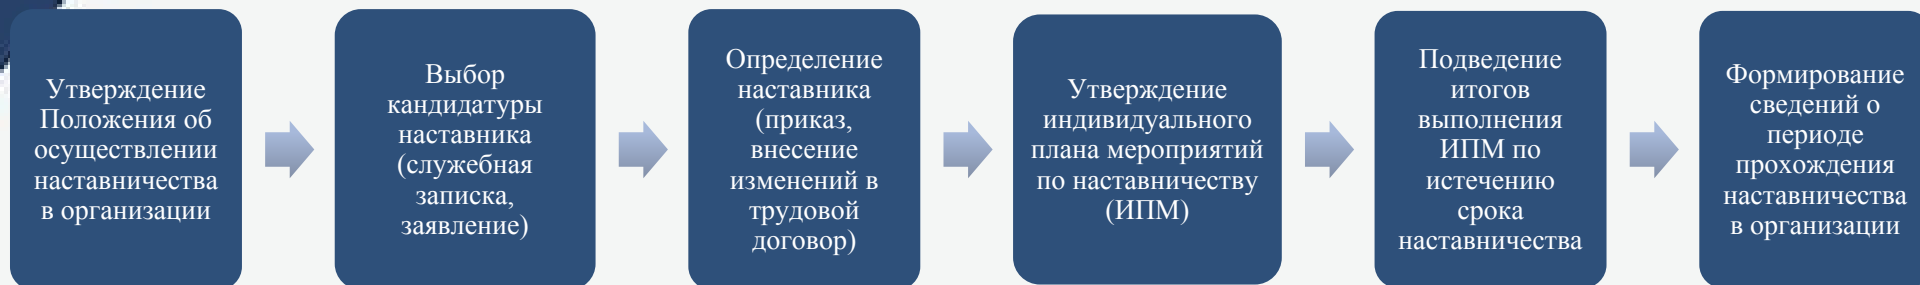 Утверждение
Положения об
осуществлении
наставничества
в организации
Выбор
кандидатуры
наставника
(служебная
записка,
заявление)
Определение
наставника
(приказ,
внесение
изменений в
трудовой
договор)
Утверждение
индивидуального
плана мероприятий
по наставничеству
(ИПМ)
Подведение
итогов
выполнения
ИПМ по
истечению
срока
наставничества
Формирование
сведений о
периоде
прохождения
наставничества
в организации